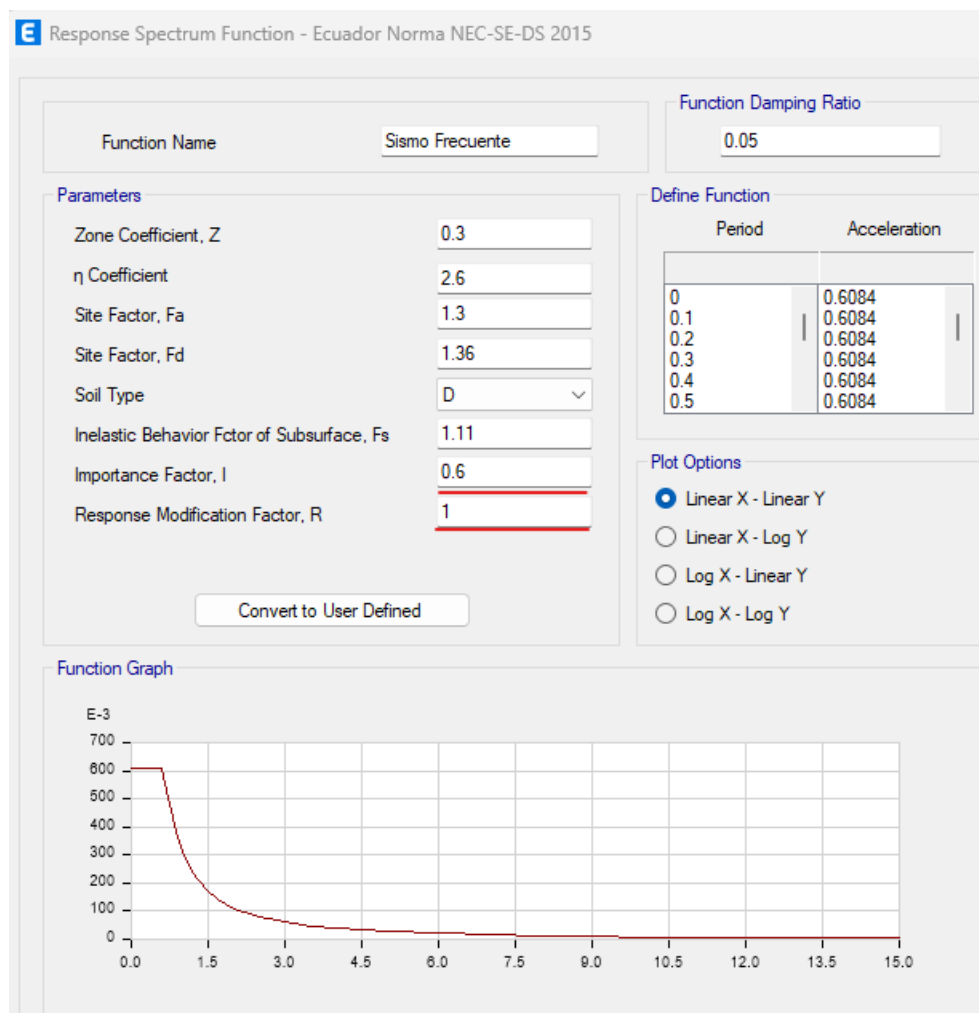 E Response Spectrum Function - Ecuador Norma NEC-SE-DS 2015
Function Name
Sismo Frecuente
Function Damping Ratio
0.05
Parameters
Zone Coefficient, Z
0.3
η Coefficient
2.6
Site Factor, Fa
1.3
Site Factor, Fd
1.36
Soil Type
D
Inelastic Behavior Fctor of Subsurface, Fs
1.11
Importance Factor, I
0.6
Response Modification Factor, R
1
Convert to User Defined
Define Function
Period Acceleration
0 0.6084
0.1 0.6084
0.2 0.6084
0.3 0.6084
0.4 0.6084
0.5 0.6084
Plot Options
Linear X - Linear Y
Linear X - Log Y
Log X - Linear Y
Log X - Log Y
Function Graph
E-3
700
600
500
400
300
200
100
0
0.0 1.5 3.0 4.5 6.0 7.5 9.0 10.5 12.0 13.5 15.0